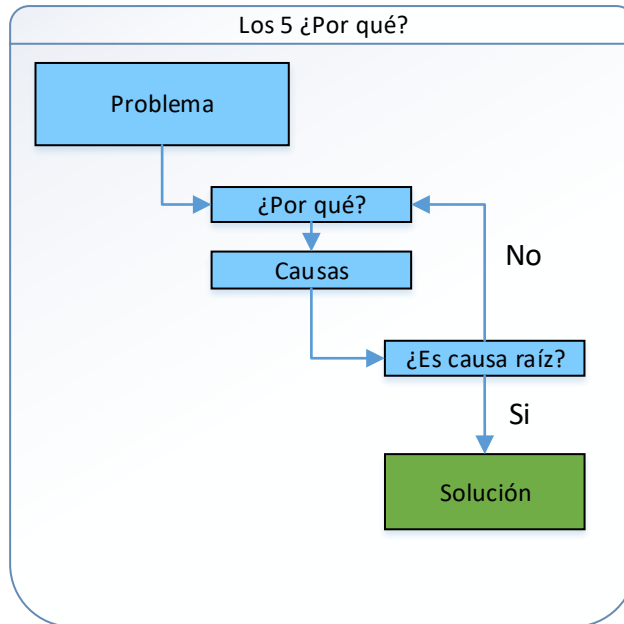 Los 5 ¿Por qué?
Problema
¿Por qué?
Causas
No
¿Es causa raíz?
Si
Solución